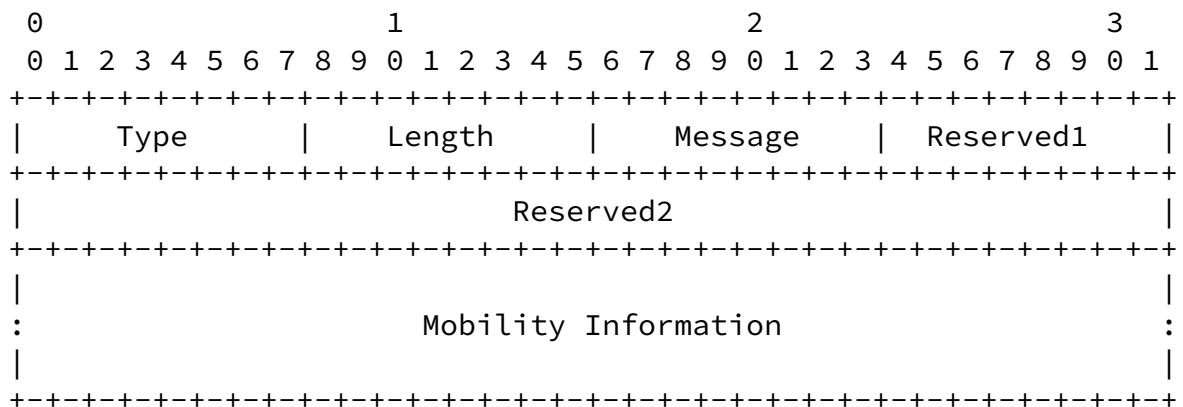 0                   1                   2                   3
 0 1 2 3 4 5 6 7 8 9 0 1 2 3 4 5 6 7 8 9 0 1 2 3 4 5 6 7 8 9 0 1
+-+-+-+-+-+-+-+-+-+-+-+-+-+-+-+-+-+-+-+-+-+-+-+-+-+-+-+-+-+-+-+-+
|     Type      |    Length     |    Message    |  Reserved1    |
+-+-+-+-+-+-+-+-+-+-+-+-+-+-+-+-+-+-+-+-+-+-+-+-+-+-+-+-+-+-+-+-+
|                           Reserved2                           |
+-+-+-+-+-+-+-+-+-+-+-+-+-+-+-+-+-+-+-+-+-+-+-+-+-+-+-+-+-+-+-+-+
|                                                               |
:                      Mobility Information                     :
|                                                               |
+-+-+-+-+-+-+-+-+-+-+-+-+-+-+-+-+-+-+-+-+-+-+-+-+-+-+-+-+-+-+-+-+